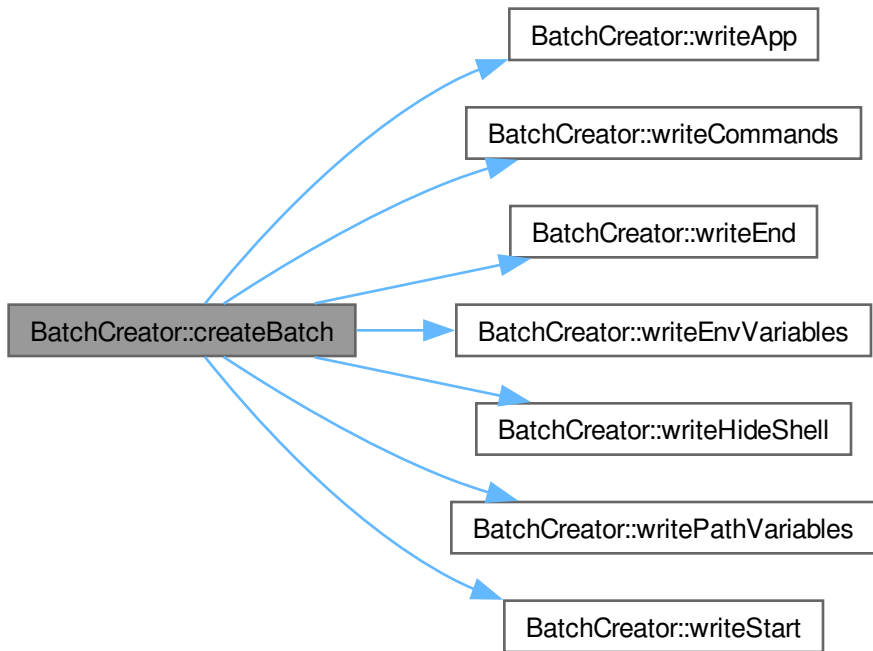 BatchCreator::writeApp
BatchCreator::writeCommands
BatchCreator::writeEnd
BatchCreator::createBatch
BatchCreator::writeEnvVariables
BatchCreator::writeHideShell
BatchCreator::writePathVariables
BatchCreator::writeStart